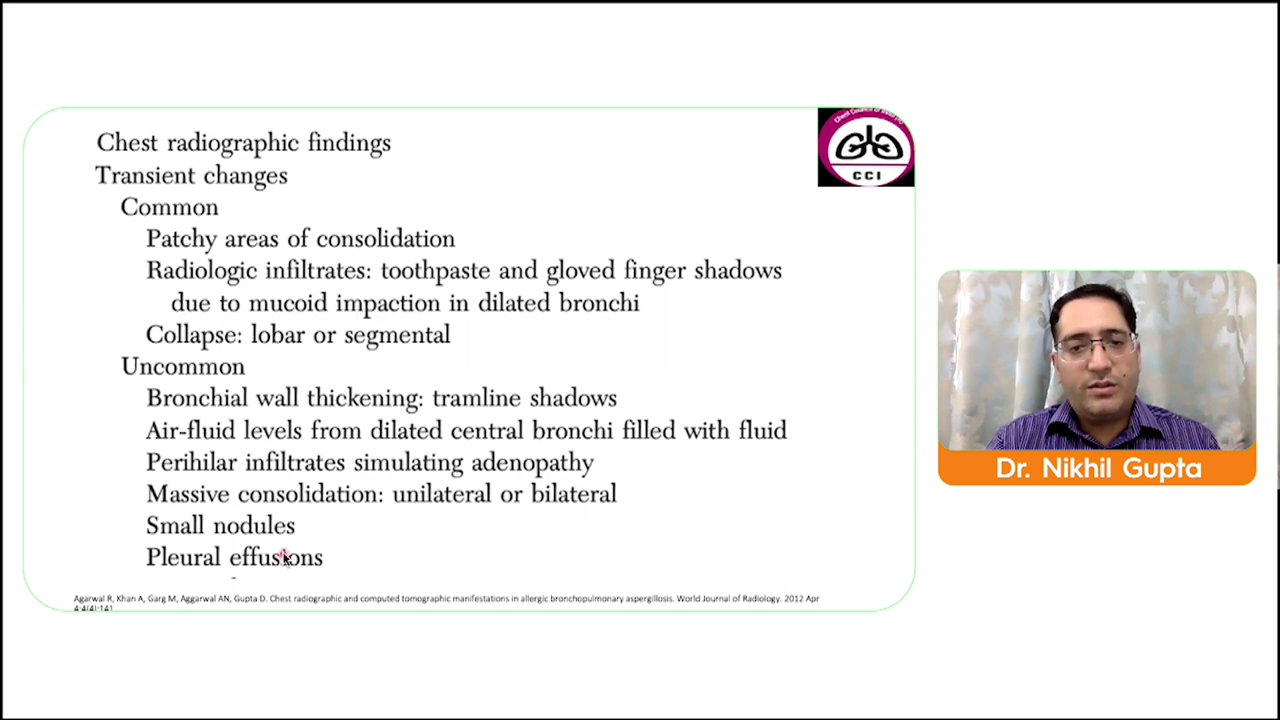 Chest radiographic findings
Transient changes
Common
Patchy areas of consolidation
Radiologic infiltrates: toothpaste and gloved finger shadows
due to mucoid impaction in dilated bronchi
Collapse: lobar or segmental
Uncommon
Bronchial wall thickening: tramline shadows
Air-fluid levels from dilated central bronchi filled with fluid
Perihilar infiltrates simulating adenopathy
Massive consolidation: unilateral or bilateral
Small nodules
Pleural effusions
Agarwal R, Khan A, Garg M, Aggarwal AN, Gupta D. Chest radiographic and computed tomographic manifestations in allergic bronchopulmonary aspergillosis. World Journal of Radiology. 2012 Apr
4;4(4):141
CCI
Dr. Nikhil Gupta